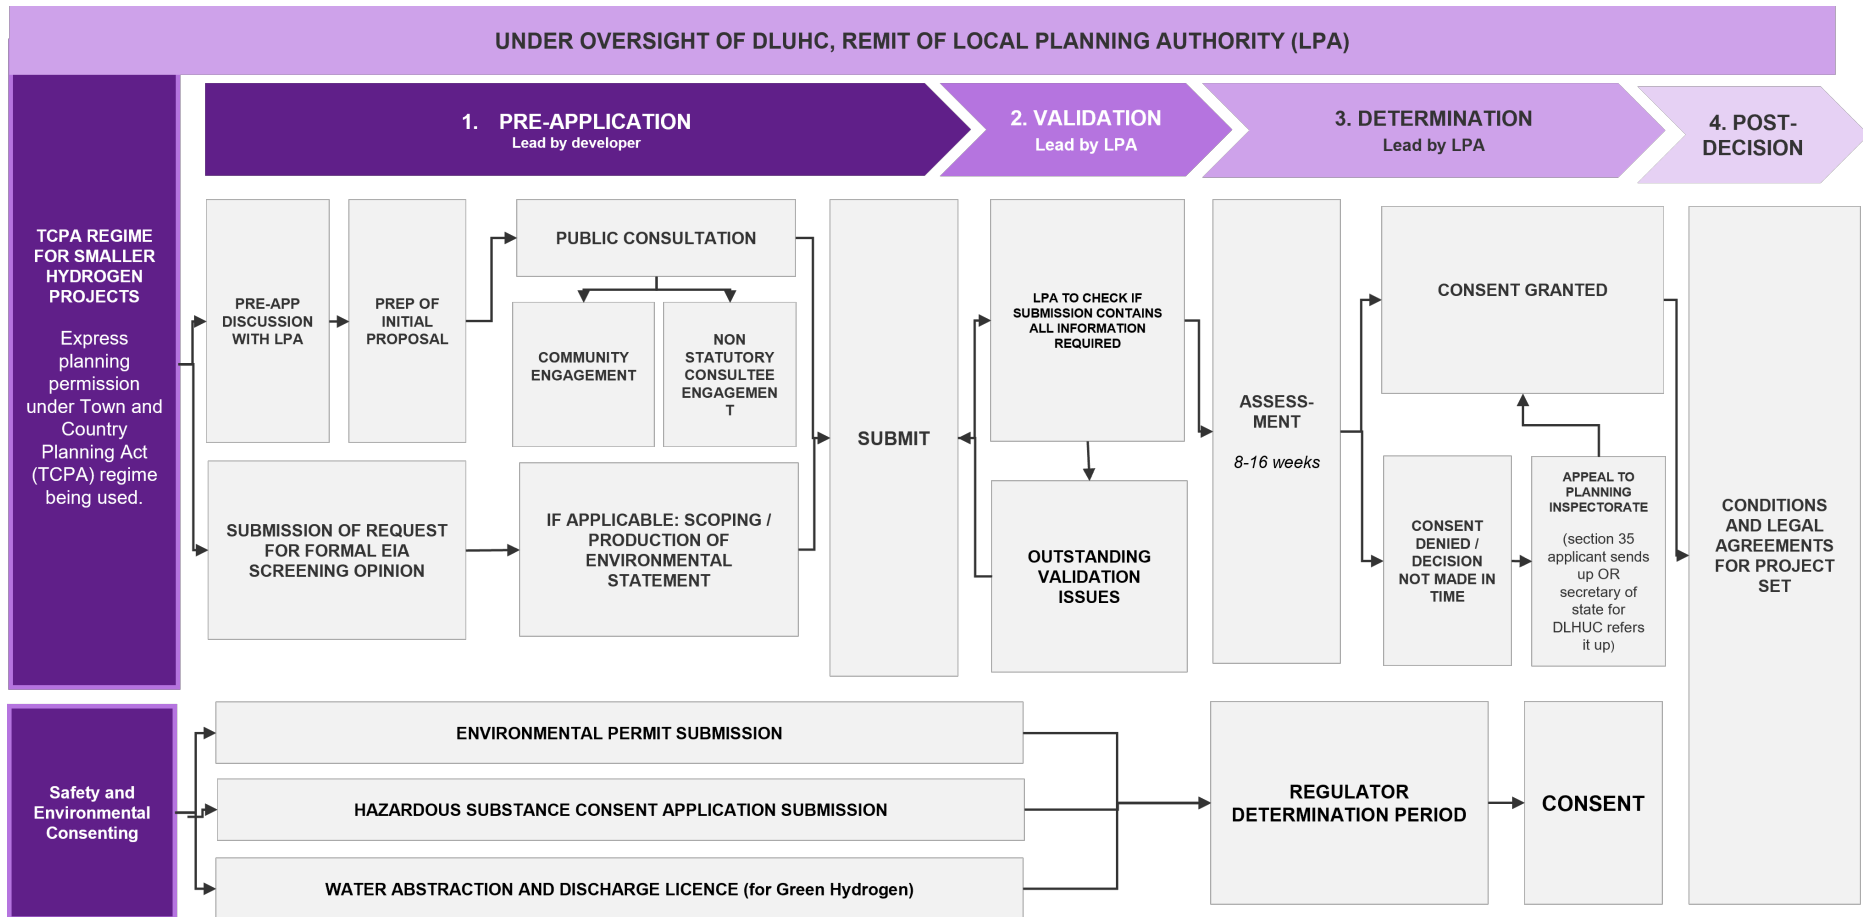 UNDER OVERSIGHT OF DLUHC, REMIT OF LOCAL PLANNING AUTHORITY (LPA)
1. PRE-APPLICATION
Lead by developer
2. VALIDATION
Lead by LPA
3. DETERMINATION
Lead by LPA
4. POST-
DECISION
TCPA REGIME
FOR SMALLER
HYDROGEN
PROJECTS
Express
planning
permission
under Town and
Country
Planning Act
(TCPA) regime
being used.
PRE-APP
DISCUSSION
WITH LPA
PREP OF
INITIAL
PROPOSAL
PUBLIC CONSULTATION
COMMUNITY
ENGAGEMENT
NON
STATUTORY
CONSULTEE
ENGAGEMEN
T
SUBMISSION OF REQUEST
FOR FORMAL EIA
SCREENING OPINION
IF APPLICABLE: SCOPING /
PRODUCTION OF
ENVIRONMENTAL
STATEMENT
SUBMIT
LPA TO CHECK IF
SUBMISSION CONTAINS
ALL INFORMATION
REQUIRED
OUTSTANDING
VALIDATION
ISSUES
ASSESS-
MENT
8-16 weeks
CONSENT GRANTED
CONSENT
DENIED /
DECISION
NOT MADE IN
TIME
APPEAL TO
PLANNING
INSPECTORATE
(section 35
applicant sends
up OR
secretary of
state for
DLHUC refers
it up)
CONDITIONS
AND LEGAL
AGREEMENTS
FOR PROJECT
SET
Safety and
Environmental
Consenting
ENVIRONMENTAL PERMIT SUBMISSION
HAZARDOUS SUBSTANCE CONSENT APPLICATION SUBMISSION
WATER ABSTRACTION AND DISCHARGE LICENCE (for Green Hydrogen)
REGULATOR
DETERMINATION PERIOD
CONSENT